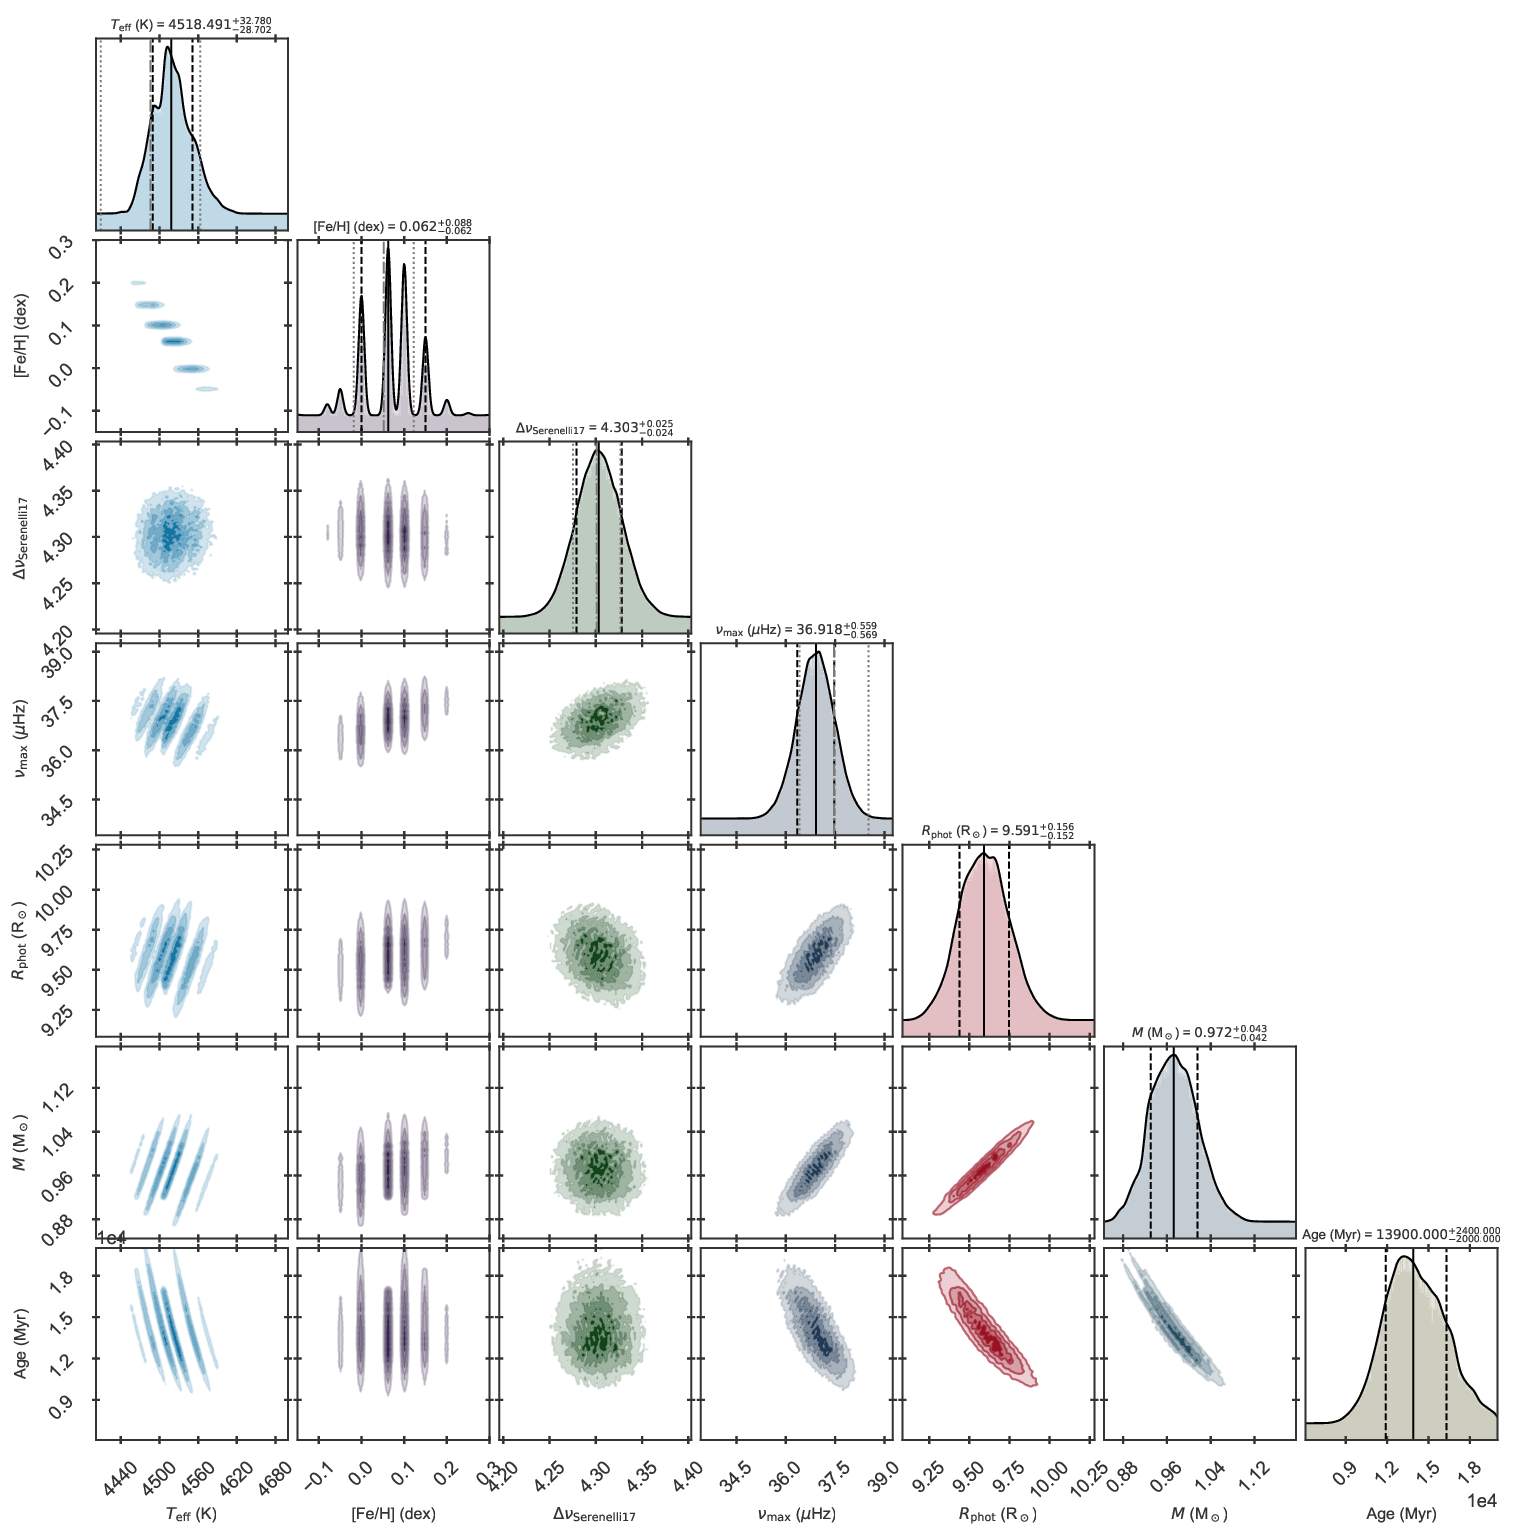 T_eff (K) = 4518.491 +32.780 −28.702
[Fe/H] (dex) = 0.062 +0.088 −0.062
[Fe/H] (dex)
0.3
0.2
0.1
0.0
−0.1
Δν_Serenelli17 = 4.303 +0.025 −0.024
Δν_Serenelli17
4.40
4.35
4.30
4.25
4.20
ν_max (μHz) = 36.918 +0.559 −0.569
ν_max (μHz)
39.0
37.5
36.0
34.5
R_phot (R⊙) = 9.591 +0.156 −0.152
R_phot (R⊙)
10.25
10.00
9.75
9.50
9.25
M (M⊙) = 0.972 +0.043 −0.042
M (M⊙)
1.12
1.04
0.96
0.88
1e4
Age (Myr) = 13900.000 +2400.000 −2000.000
Age (Myr)
1.8
1.5
1.2
0.9
4440 4500 4560 4620 4680
−0.1 0.0 0.1 0.2 0.3
4.20 4.25 4.30 4.35 4.40
34.5 36.0 37.5 39.0
9.25 9.50 9.75 10.00 10.25
0.88 0.96 1.04 1.12
0.9 1.2 1.5 1.8
1e4
T_eff (K)
[Fe/H] (dex)
Δν_Serenelli17
ν_max (μHz)
R_phot (R⊙)
M (M⊙)
Age (Myr)